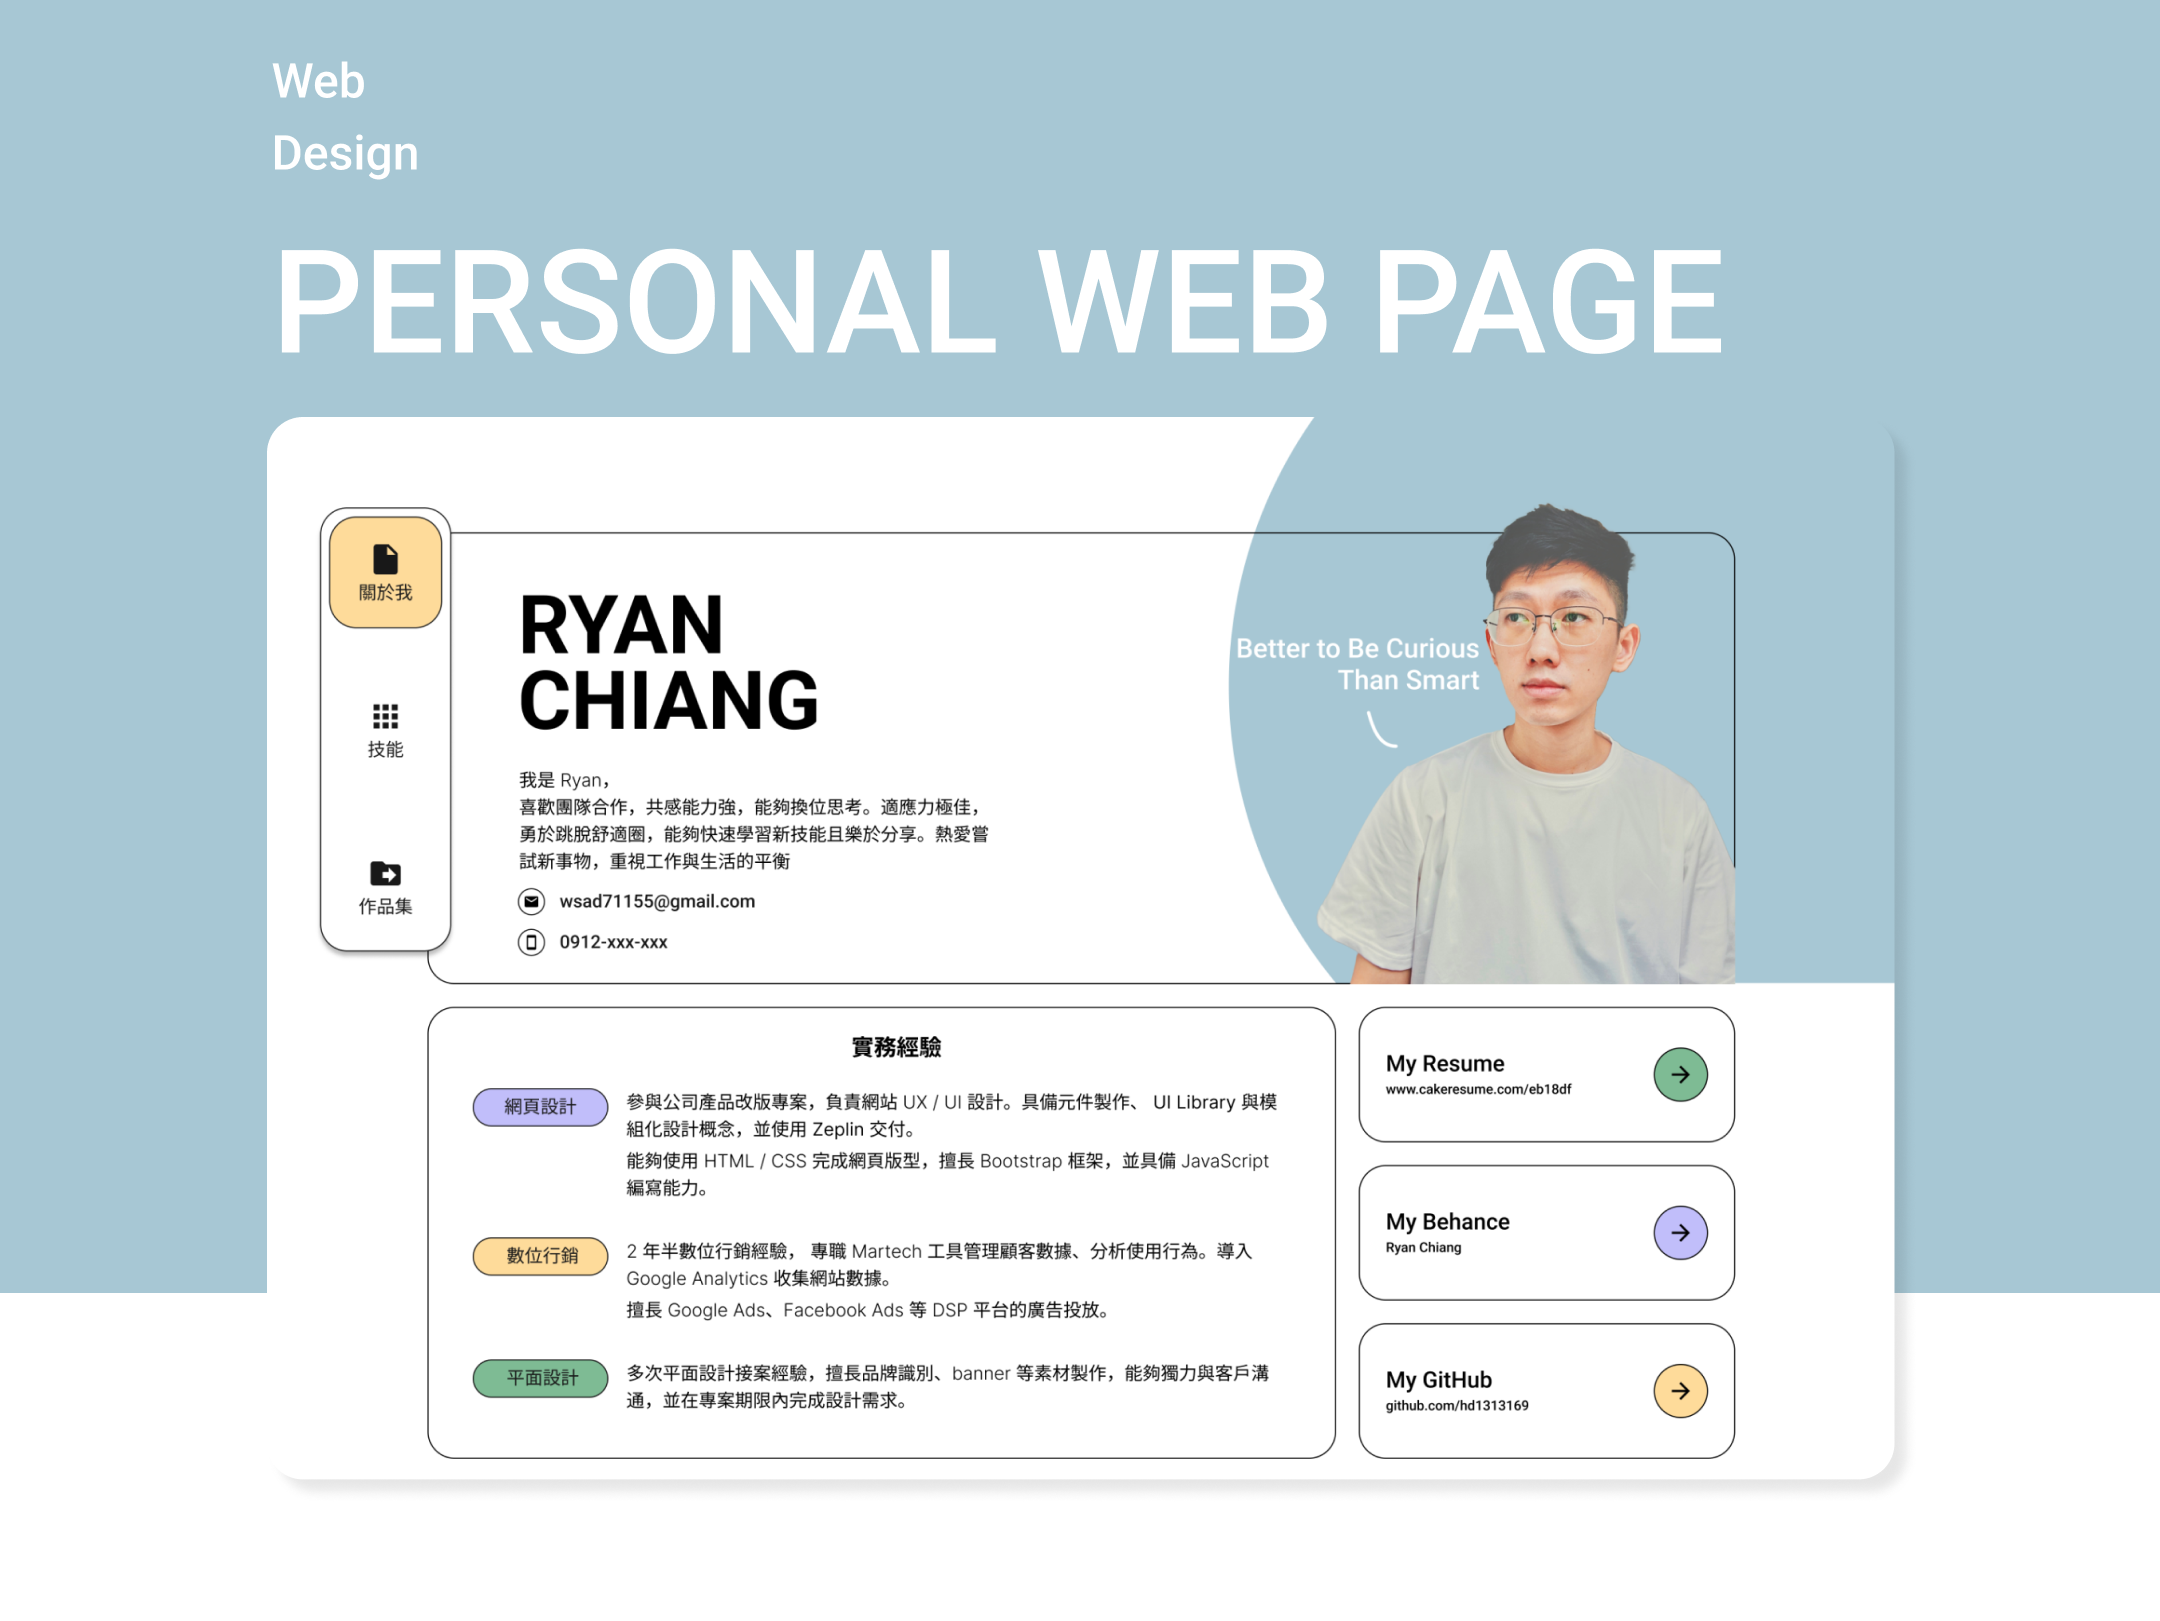 Web
Design
PERSONAL WEB PAGE
關於我
技能
作品集
RYAN
CHIANG
我是 Ryan，
喜歡團隊合作，共感能力強，能夠換位思考。適應力極佳，
勇於跳脫舒適圈，能夠快速學習新技能且樂於分享。熱愛嘗
試新事物，重視工作與生活的平衡
wsad71155@gmail.com
0912-xxx-xxx
Better to Be Curious
Than Smart
實務經驗
網頁設計
參與公司產品改版專案，負責網站 UX / UI 設計。具備元件製作、 UI Library 與模
組化設計概念，並使用 Zeplin 交付。
能夠使用 HTML / CSS 完成網頁版型，擅長 Bootstrap 框架，並具備 JavaScript
編寫能力。
數位行銷
2 年半數位行銷經驗， 專職 Martech 工具管理顧客數據、分析使用行為。導入
Google Analytics 收集網站數據。
擅長 Google Ads、Facebook Ads 等 DSP 平台的廣告投放。
平面設計
多次平面設計接案經驗，擅長品牌識別、banner 等素材製作，能夠獨力與客戶溝
通，並在專案期限內完成設計需求。
My Resume
www.cakeresume.com/eb18df
My Behance
Ryan Chiang
My GitHub
github.com/hd1313169